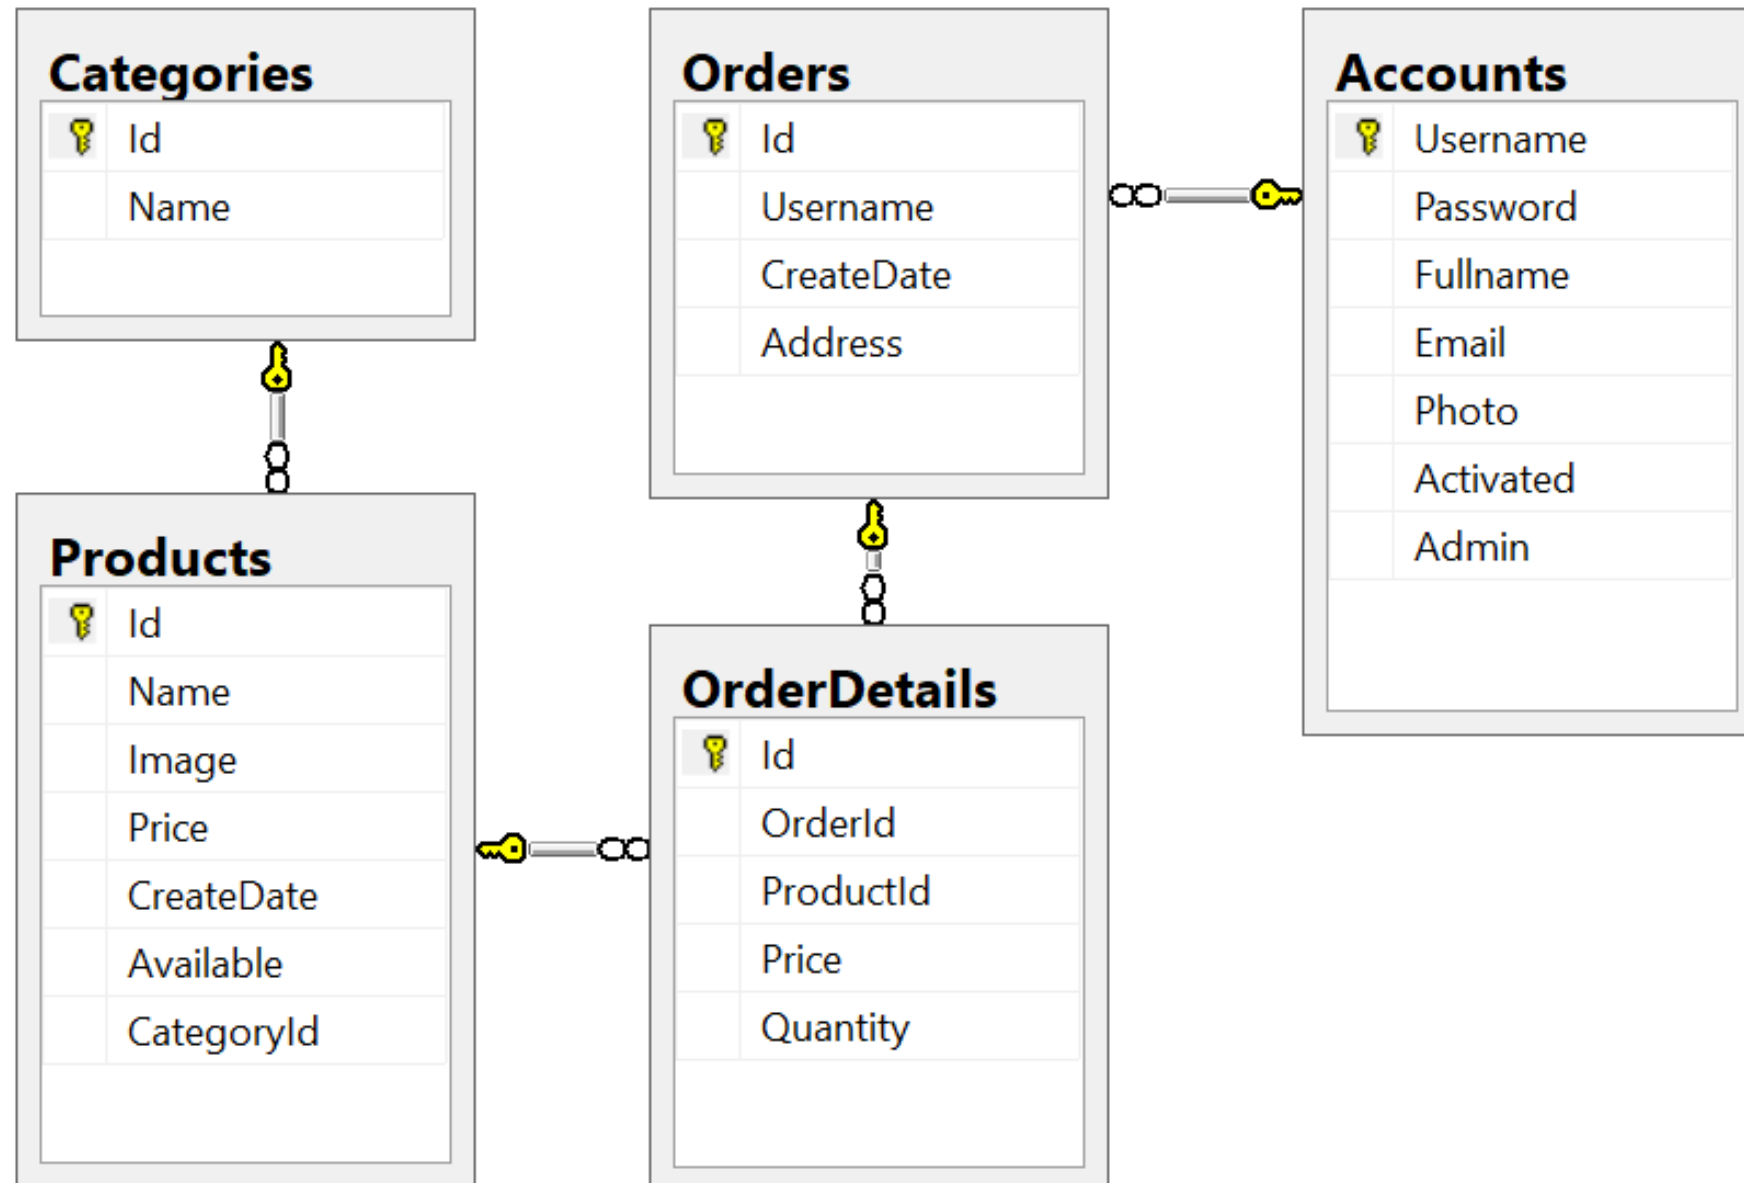 Categories
Id
Name
Products
Id
Name
Image
Price
CreateDate
Available
CategoryId
Orders
Id
Username
CreateDate
Address
OrderDetails
Id
OrderId
ProductId
Price
Quantity
Accounts
Username
Password
Fullname
Email
Photo
Activated
Admin